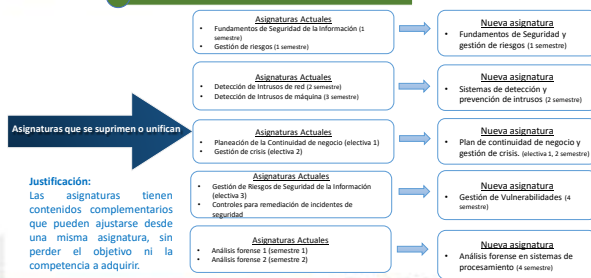 Asignaturas que se suprimen o unifican
Justificación:
Las asignaturas tienen
contenidos complementarios
que pueden ajustarse desde
una misma asignatura, sin
perder el objetivo ni la
competencia a adquirir.
Asignaturas Actuales
• Fundamentos de Seguridad de la Información (1
semestre)
• Gestión de riesgos (1 semestre)
Nueva asignatura
• Fundamentos de Seguridad y
gestión de riesgos (1 semestre)
Asignaturas Actuales
• Detección de Intrusos de red (2 semestre)
• Detección de Intrusos de máquina (3 semestre)
Nueva asignatura
• Sistemas de detección y
prevención de intrusos (2 semestre)
Asignaturas Actuales
• Planeación de la Continuidad de negocio (electiva 1)
• Gestión de crisis (electiva 2)
Nueva asignatura
• Plan de continuidad de negocio y
gestión de crisis. (electiva 1, 2 semestre)
Asignaturas Actuales
• Gestión de Riesgos de Seguridad de la Información
(electiva 3)
• Controles para remediación de incidentes de
seguridad
Nueva asignatura
• Gestión de Vulnerabilidades (4
semestre)
Asignaturas Actuales
• Análisis forense 1 (semestre 1)
• Análisis forense 2 (semestre 2)
Nueva asignatura
• Análisis forense en sistemas de
procesamiento (4 semestre)